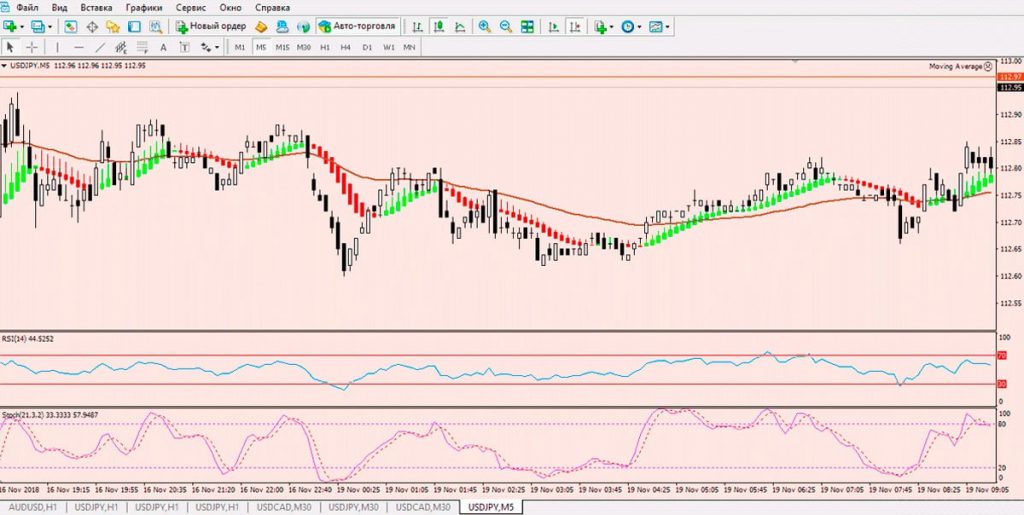 Файл Вид Вставка Графики Сервис Окно Справка
Новый ордер Авто-торговля
A T M1 M5 M15 M30 H1 H4 D1 W1 MN
USDJPY,M5 112.96 112.96 112.95 112.95
Moving Average
113.00
112.97
112.95
112.90
112.85
112.80
112.75
112.70
112.65
112.60
112.55
RSI(14) 44.5252
100
70
30
0
Stoch(21,3,2) 33.3333 57.9487
100
80
20
0
16 Nov 2018 16 Nov 19:15 16 Nov 19:55 16 Nov 20:35 16 Nov 21:20 16 Nov 22:00 16 Nov 22:40 19 Nov 00:25 19 Nov 01:05 19 Nov 01:45 19 Nov 02:25 19 Nov 03:05 19 Nov 03:45 19 Nov 04:25 19 Nov 05:05 19 Nov 05:45 19 Nov 06:25 19 Nov 07:05 19 Nov 07:45 19 Nov 08:25 19 Nov 09:05
AUDUSD,H1 USDJPY,H1 USDJPY,H1 USDJPY,H1 USDCAD,M30 USDJPY,M30 USDCAD,M30 USDJPY,M5